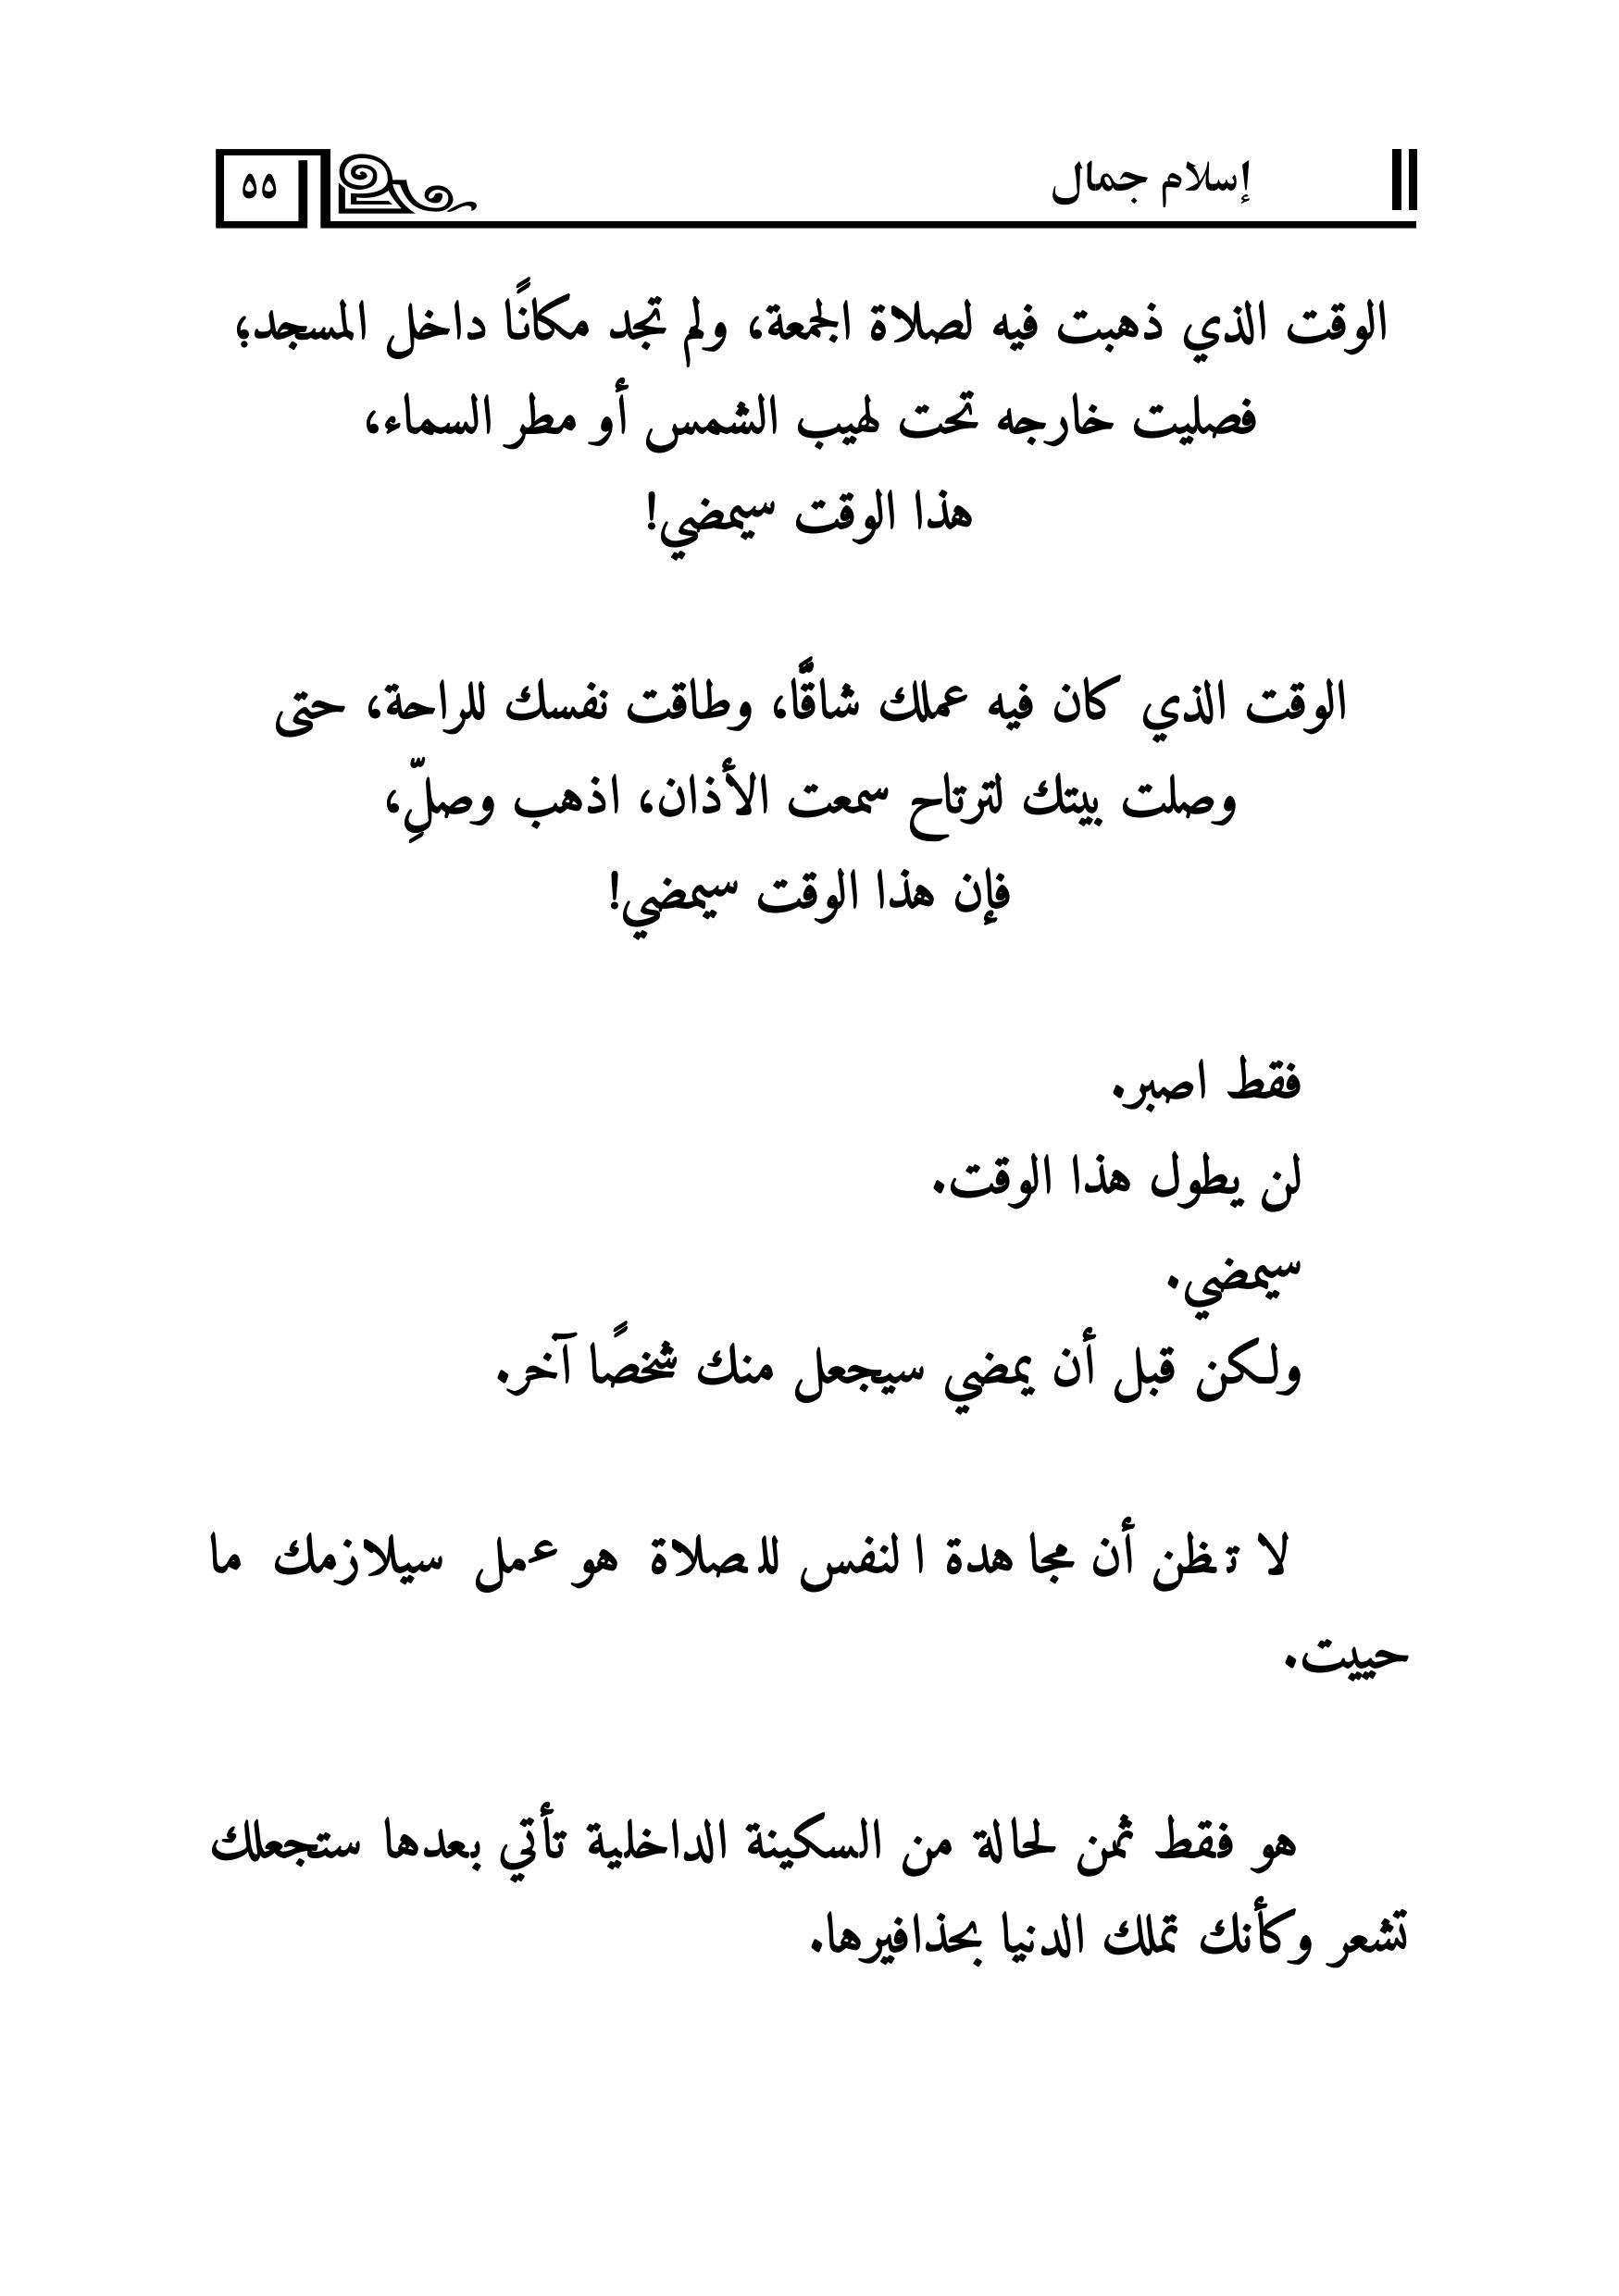 إسلام جمال
٥٥
الوقت الذي ذهبت فيه لصلاة الجمعة، ولم تجد مكانًا داخل المسجد؛
فصليت خارجه تحت لهيب الشمس أو مطر السماء،
هذا الوقت سيمضي!
الوقت الذي كان فيه عملك شاقًّا، وطاقت نفسك للراحة، حتى
وصلت بيتك لترتاح سمعت الأذان، اذهب وصلِّ،
فإن هذا الوقت سيمضي!
فقط اصبر.
لن يطول هذا الوقت.
سيمضي.
ولكن قبل أن يمضي سيجعل منك شخصًا آخر.
لا تظن أن مجاهدة النفس للصلاة هو عمل سيلازمك ما
حييت.
هو فقط ثمن لحالة من السكينة الداخلية تأتي بعدها ستجعلك
تشعر وكأنك تملك الدنيا بحذافيرها.